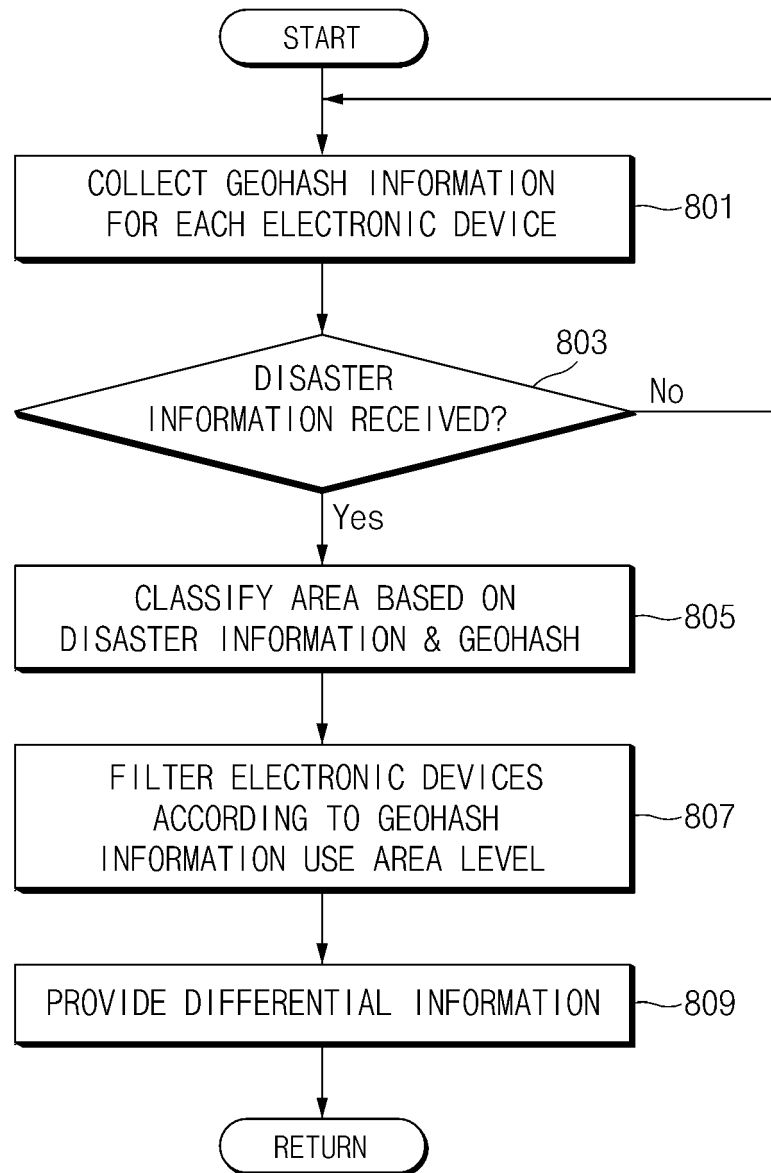 START
COLLECT GEOHASH INFORMATION
FOR EACH ELECTRONIC DEVICE
801
803
DISASTER
INFORMATION RECEIVED?
No
Yes
CLASSIFY AREA BASED ON
DISASTER INFORMATION & GEOHASH
805
FILTER ELECTRONIC DEVICES
ACCORDING TO GEOHASH
INFORMATION USE AREA LEVEL
807
PROVIDE DIFFERENTIAL INFORMATION
809
RETURN